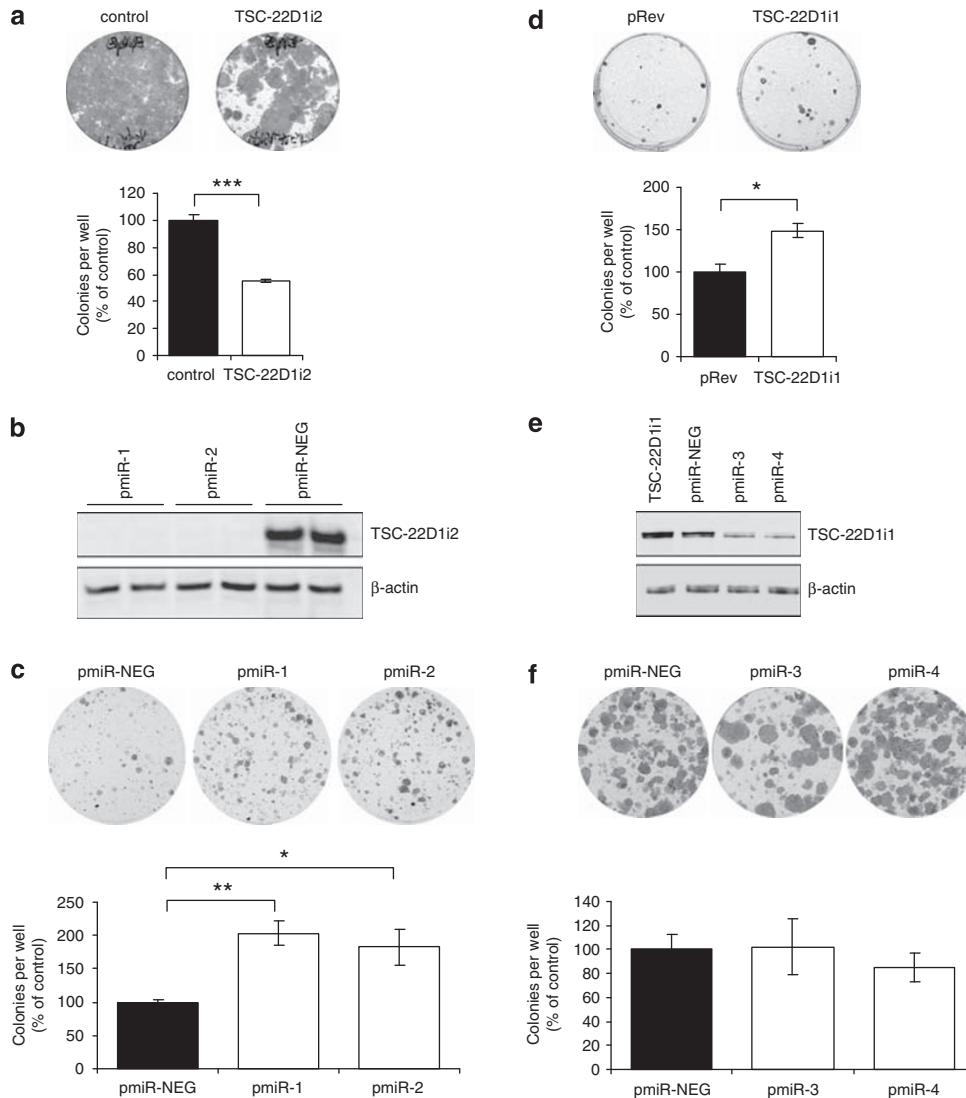 a
control
TSC-22D1i2
***
120
100
80
60
40
20
0
Colonies per well
(% of control)
control
TSC-22D1i2
b
pmiR-1
pmiR-2
pmiR-NEG
TSC-22D1i2
β-actin
c
pmiR-NEG
pmiR-1
pmiR-2
*
**
250
200
150
100
50
0
Colonies per well
(% of control)
pmiR-NEG
pmiR-1
pmiR-2
d
pRev
TSC-22D1i1
*
200
150
100
50
0
Colonies per well
(% of control)
pRev
TSC-22D1i1
e
TSC-22D1i1
pmiR-NEG
pmiR-3
pmiR-4
TSC-22D1i1
β-actin
f
pmiR-NEG
pmiR-3
pmiR-4
140
120
100
80
60
40
20
0
Colonies per well
(% of control)
pmiR-NEG
pmiR-3
pmiR-4